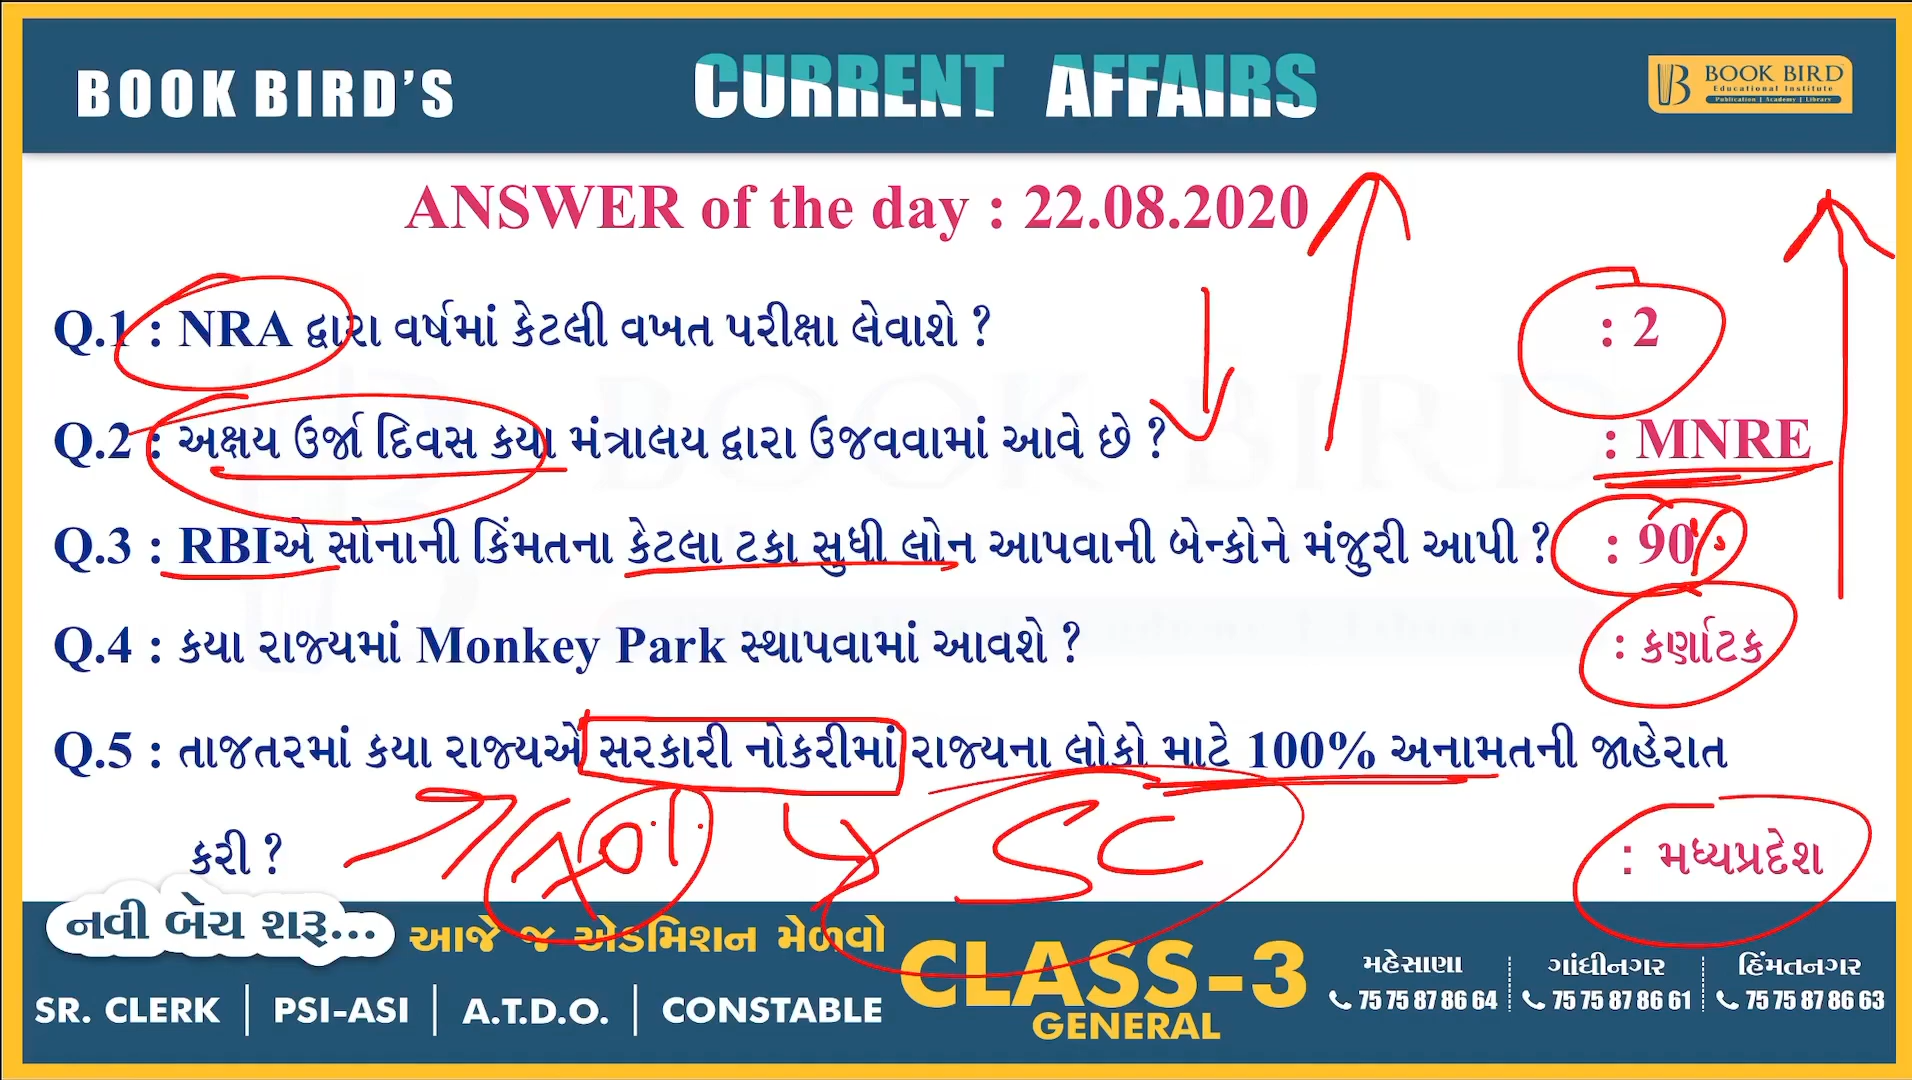 BOOK BIRD'S
CURRENT AFFAIRS
BOOK BIRD
Educational Institute
Publication | Academy | Library
ANSWER of the day : 22.08.2020
Q.1 : NRA દ્વારા વર્ષમાં કેટલી વખત પરીક્ષા લેવાશે ? : 2
Q.2 : અક્ષય ઉર્જા દિવસ કયા મંત્રાલય દ્વારા ઉજવવામાં આવે છે ? : MNRE
Q.3 : RBIએ સોનાની કિંમતના કેટલા ટકા સુધી લોન આપવાની બેન્કોને મંજુરી આપી ? : 90%
Q.4 : કયા રાજ્યમાં Monkey Park સ્થાપવામાં આવશે ? : કર્ણાટક
Q.5 : તાજતરમાં કયા રાજ્યએ સરકારી નોકરીમાં રાજ્યના લોકો માટે 100% અનામતની જાહેરાત
કરી ? : મધ્યપ્રદેશ
SC
નવી બેચ શરૂ...
આજે જ એડમિશન મેળવો
SR. CLERK | PSI-ASI | A.T.D.O. | CONSTABLE
CLASS-3
GENERAL
મહેસાણા
75 75 87 86 64
ગાંધીનગર
75 75 87 86 61
હિંમતનગર
75 75 87 86 63